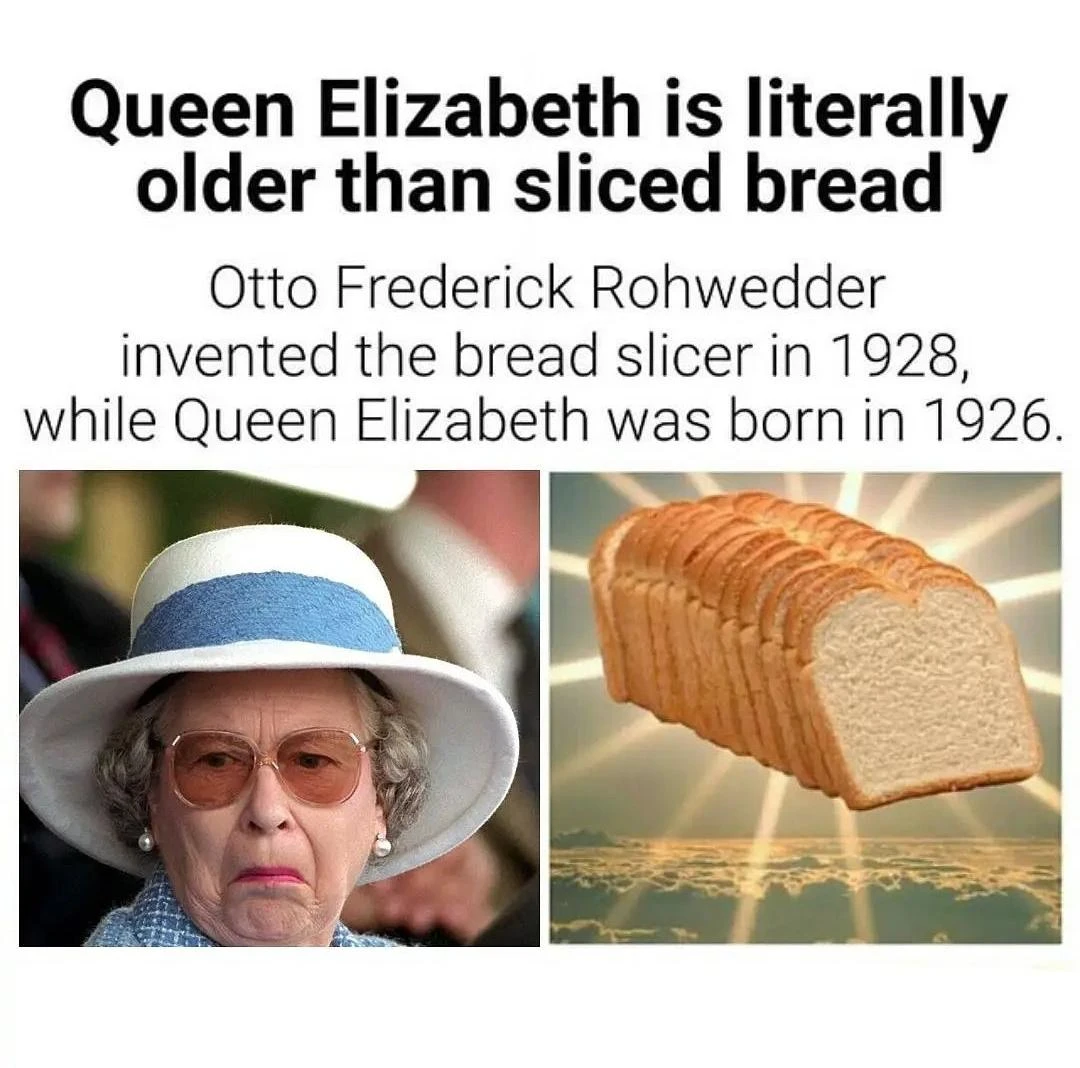 Queen Elizabeth is literally
older than sliced bread
Otto Frederick Rohwedder
invented the bread slicer in 1928,
while Queen Elizabeth was born in 1926.